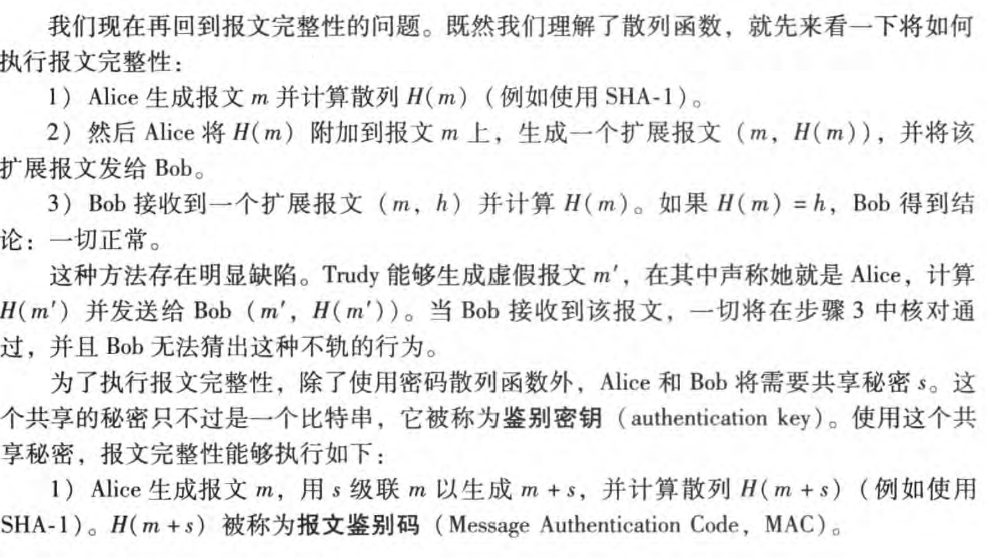 我们现在再回到报文完整性的问题。既然我们理解了散列函数，就先来看一下将如何
执行报文完整性：
1）Alice 生成报文 m 并计算散列 H(m)（例如使用 SHA-1）。
2）然后 Alice 将 H(m) 附加到报文 m 上，生成一个扩展报文（m，H(m)），并将该
扩展报文发给 Bob。
3）Bob 接收到一个扩展报文（m，h）并计算 H(m)。如果 H(m) = h，Bob 得到结
论：一切正常。
这种方法存在明显缺陷。Trudy 能够生成虚假报文 m′，在其中声称她就是 Alice，计算
H(m′) 并发送给 Bob（m′，H(m′)）。当 Bob 接收到该报文，一切将在步骤 3 中核对通
过，并且 Bob 无法猜出这种不轨的行为。
为了执行报文完整性，除了使用密码散列函数外，Alice 和 Bob 将需要共享秘密 s。这
个共享的秘密只不过是一个比特串，它被称为鉴别密钥（authentication key）。使用这个共
享秘密，报文完整性能够执行如下：
1）Alice 生成报文 m，用 s 级联 m 以生成 m + s，并计算散列 H(m + s)（例如使用
SHA-1）。H(m + s) 被称为报文鉴别码（Message Authentication Code，MAC）。